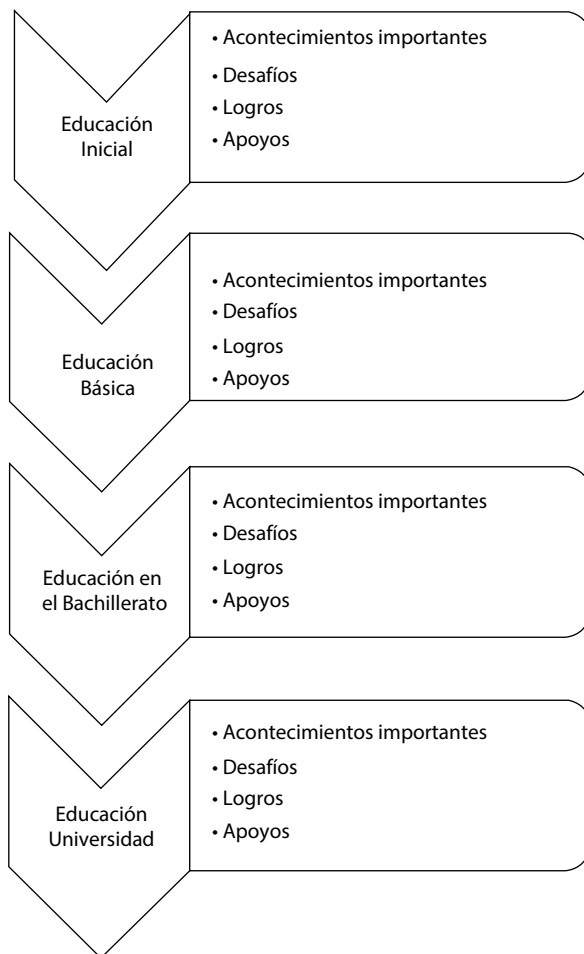 • Acontecimientos importantes
• Desafíos
• Logros
• Apoyos
Educación
Inicial
• Acontecimientos importantes
• Desafíos
• Logros
• Apoyos
Educación
Básica
• Acontecimientos importantes
• Desafíos
• Logros
• Apoyos
Educación en
el Bachillerato
• Acontecimientos importantes
• Desafíos
• Logros
• Apoyos
Educación
Universidad